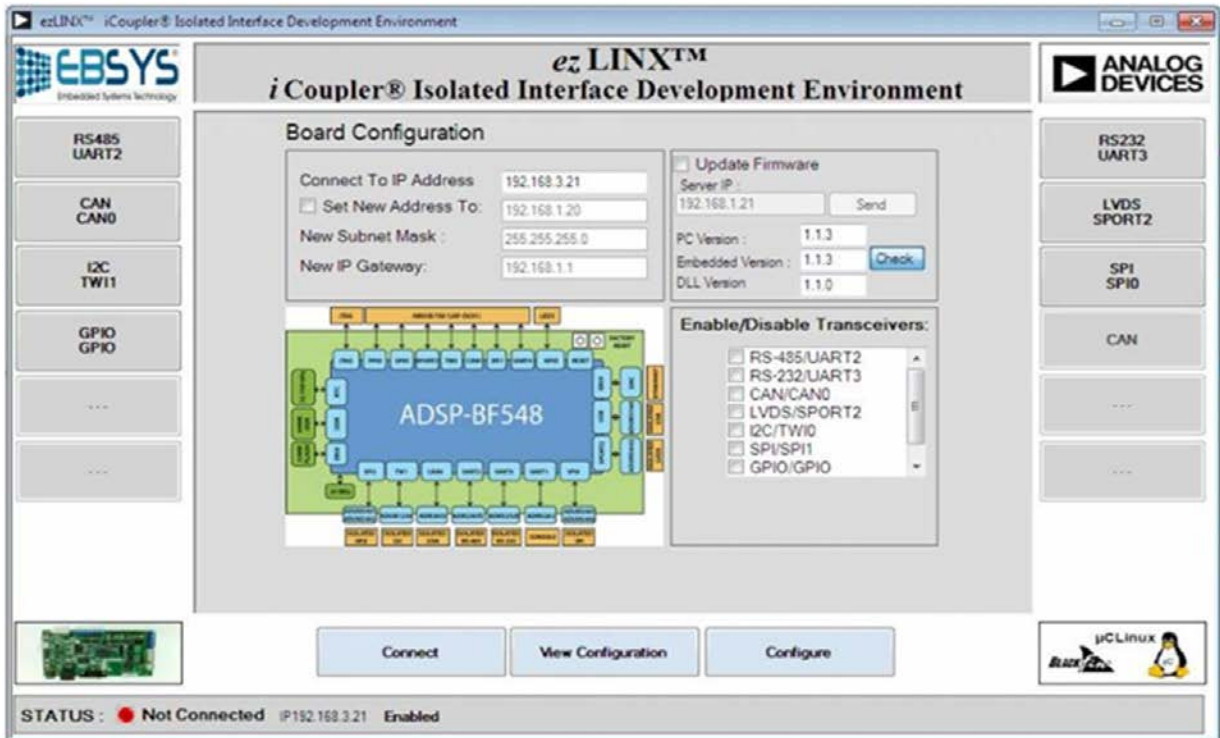 ezLINX™ iCoupler® Isolated Interface Development Environment
EBSYS
Embedded Systems Technology
ez LINX™
i Coupler® Isolated Interface Development Environment
ANALOG
DEVICES
RS485
UART2
CAN
CAN0
I2C
TWI1
GPIO
GPIO
---
---
Board Configuration
Connect To IP Address 192.168.3.21
Set New Address To: 192.168.1.20
New Subnet Mask : 255.255.255.0
New IP Gateway: 192.168.1.1
Update Firmware
Server IP :
192.168.1.21 Send
PC Version : 1.1.3
Embedded Version : 1.1.3 Check
DLL Version 1.1.0
ADSP-BF548
Enable/Disable Transceivers:
RS-485/UART2
RS-232/UART3
CAN/CAN0
LVDS/SPORT2
I2C/TWI0
SPI/SPI1
GPIO/GPIO
RS232
UART3
LVDS
SPORT2
SPI
SPI0
CAN
---
---
Connect
View Configuration
Configure
µCLinux
STATUS : Not Connected IP192.168.3.21 Enabled